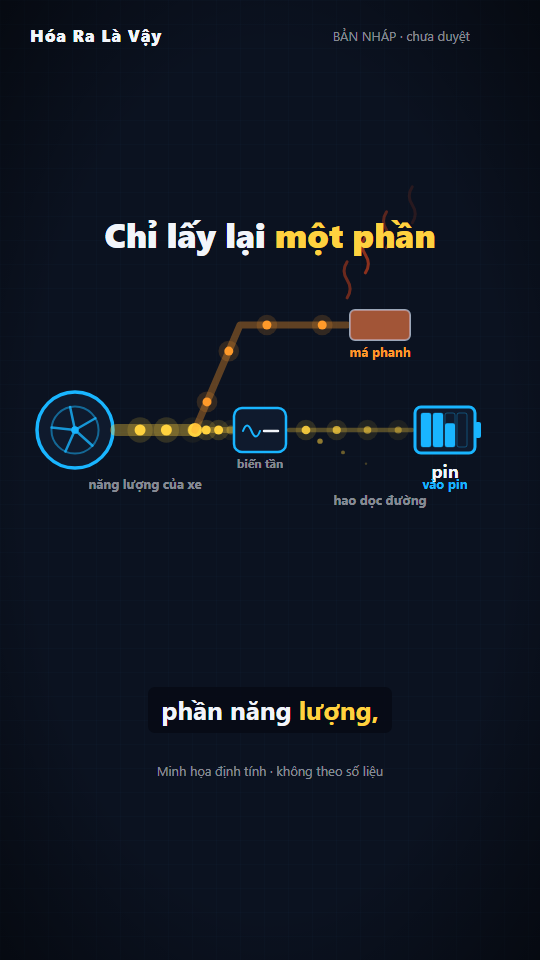 Hóa Ra Là Vậy
BẢN NHÁP · chưa duyệt
Chỉ lấy lại một phần
má phanh
biến tần
năng lượng của xe
pin
vào pin
hao dọc đường
phần năng lượng,
Minh họa định tính · không theo số liệu